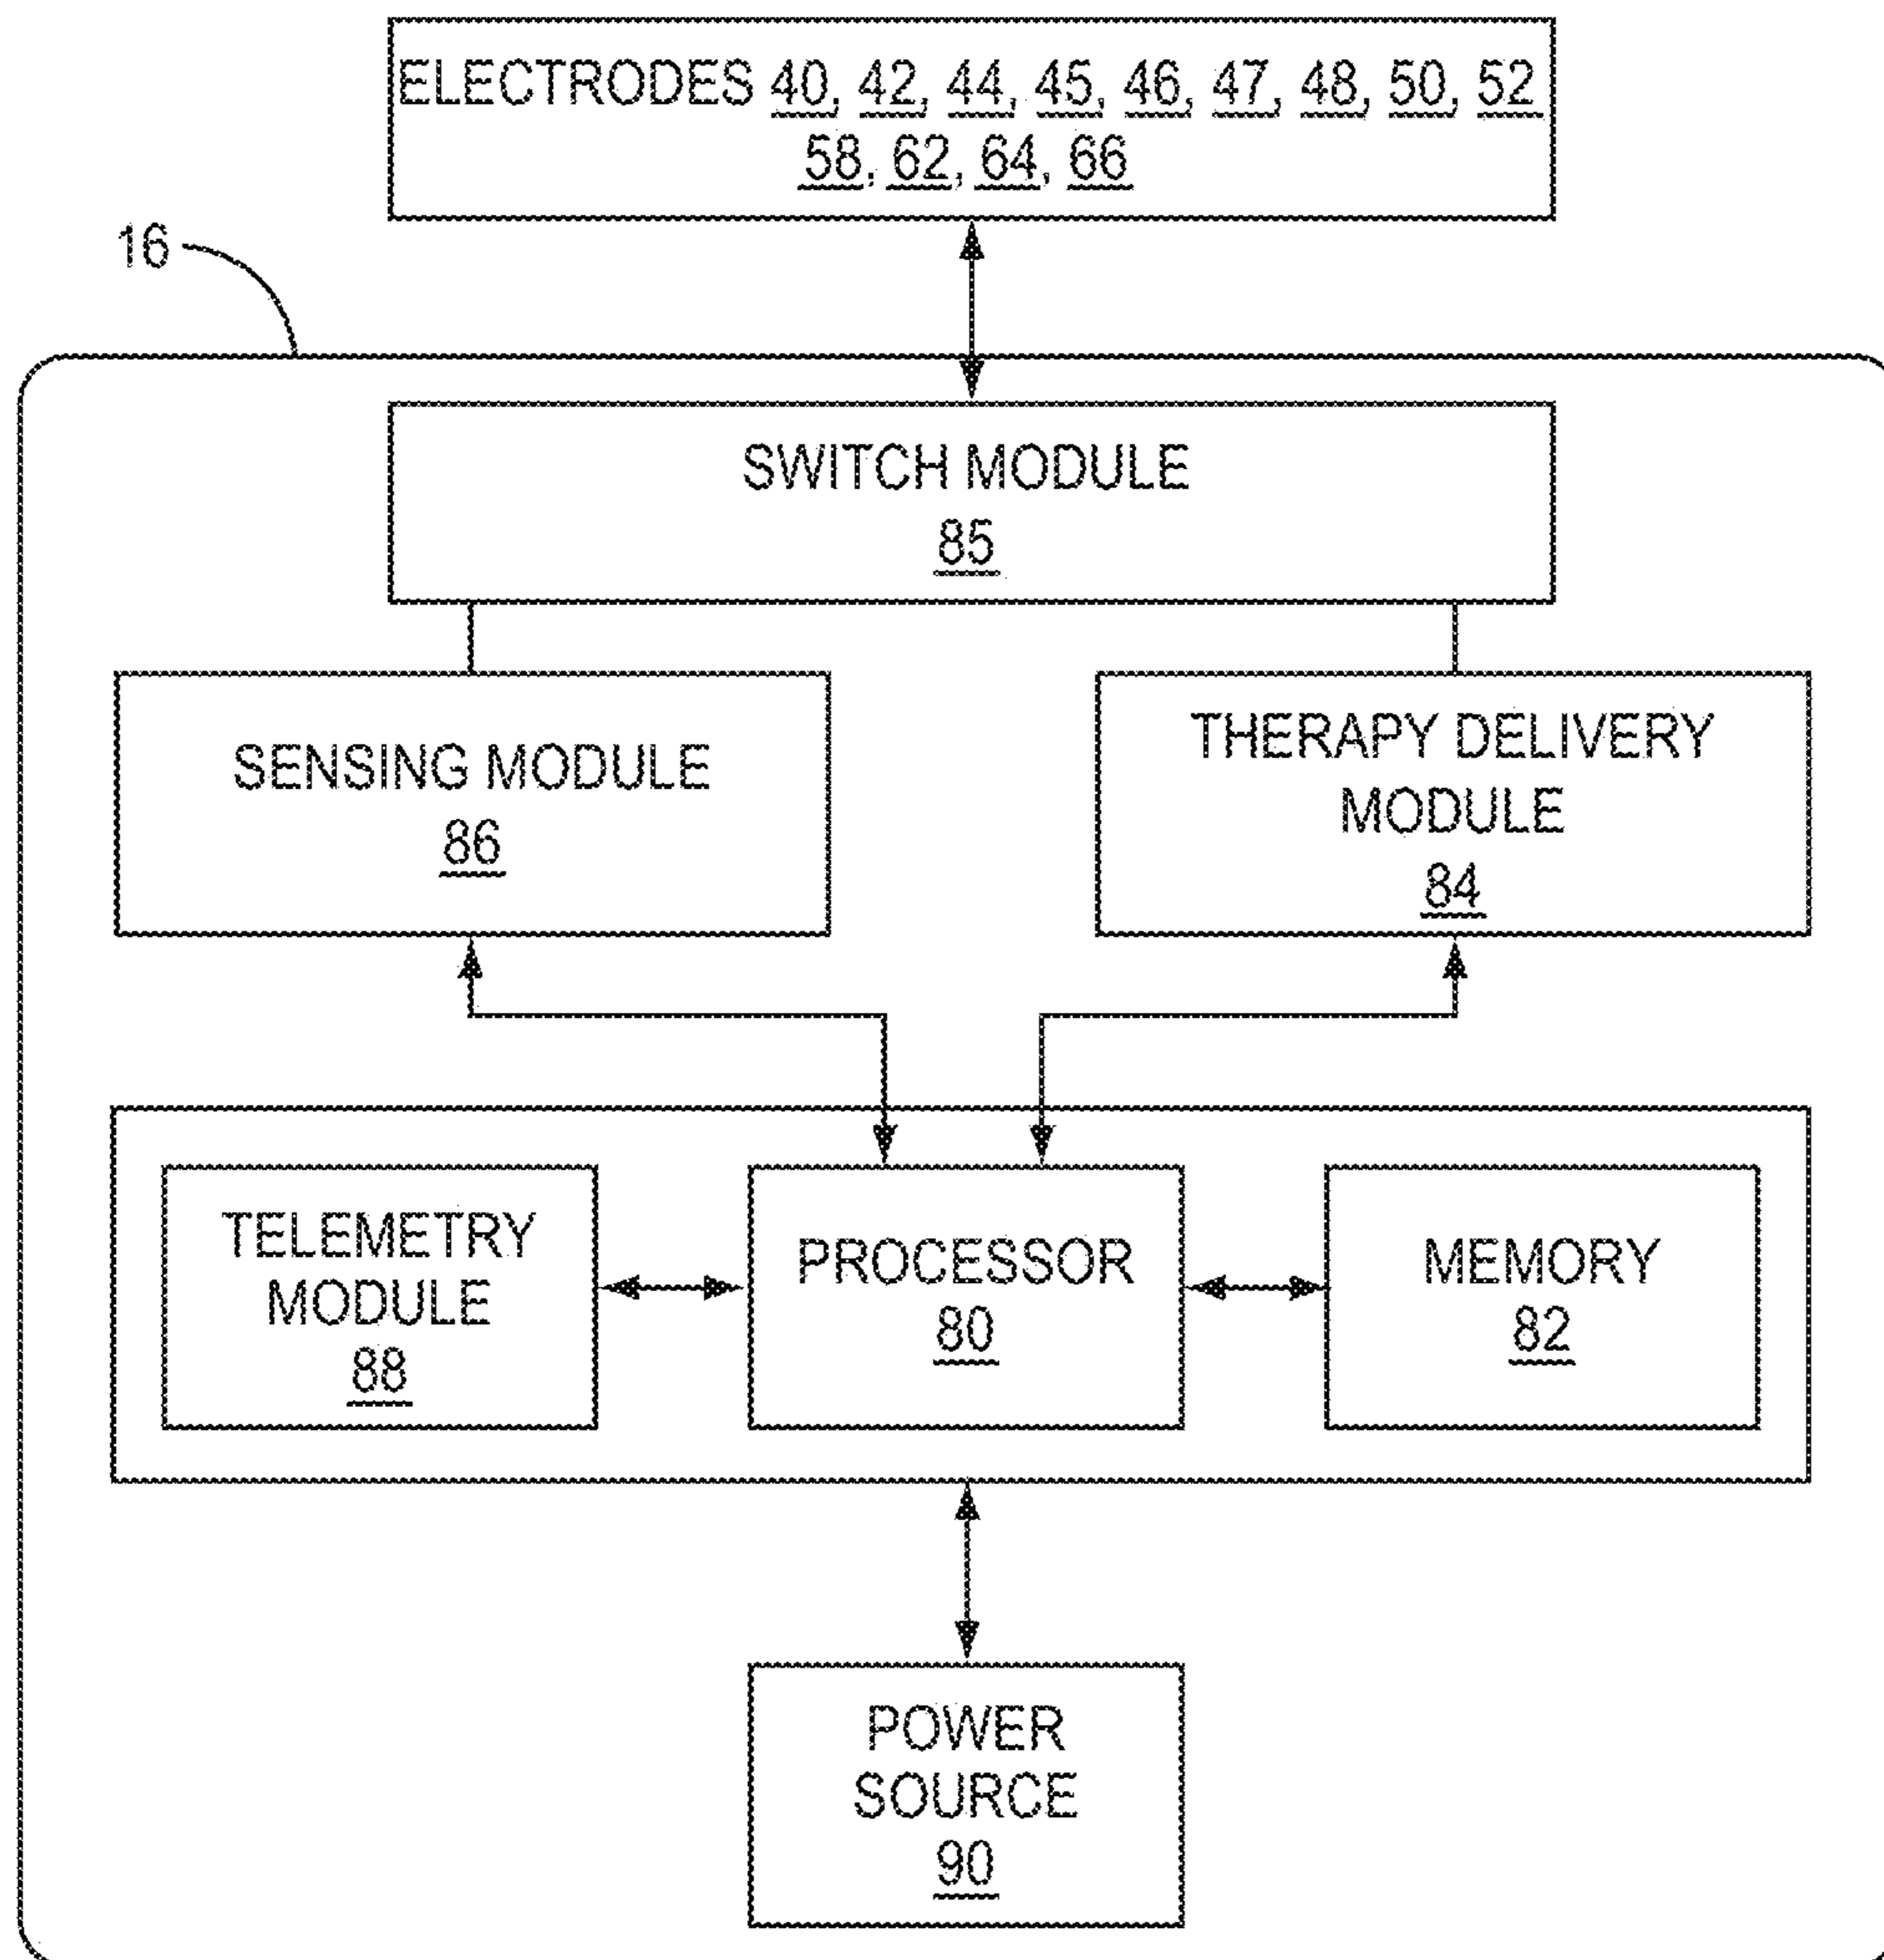 ELECTRODES 40, 42, 44, 45, 46, 47, 48, 50, 52
58, 62, 64, 66
16
SWITCH MODULE
85
SENSING MODULE
86
THERAPY DELIVERY
MODULE
84
TELEMETRY
MODULE
88
PROCESSOR
80
MEMORY
82
POWER
SOURCE
90